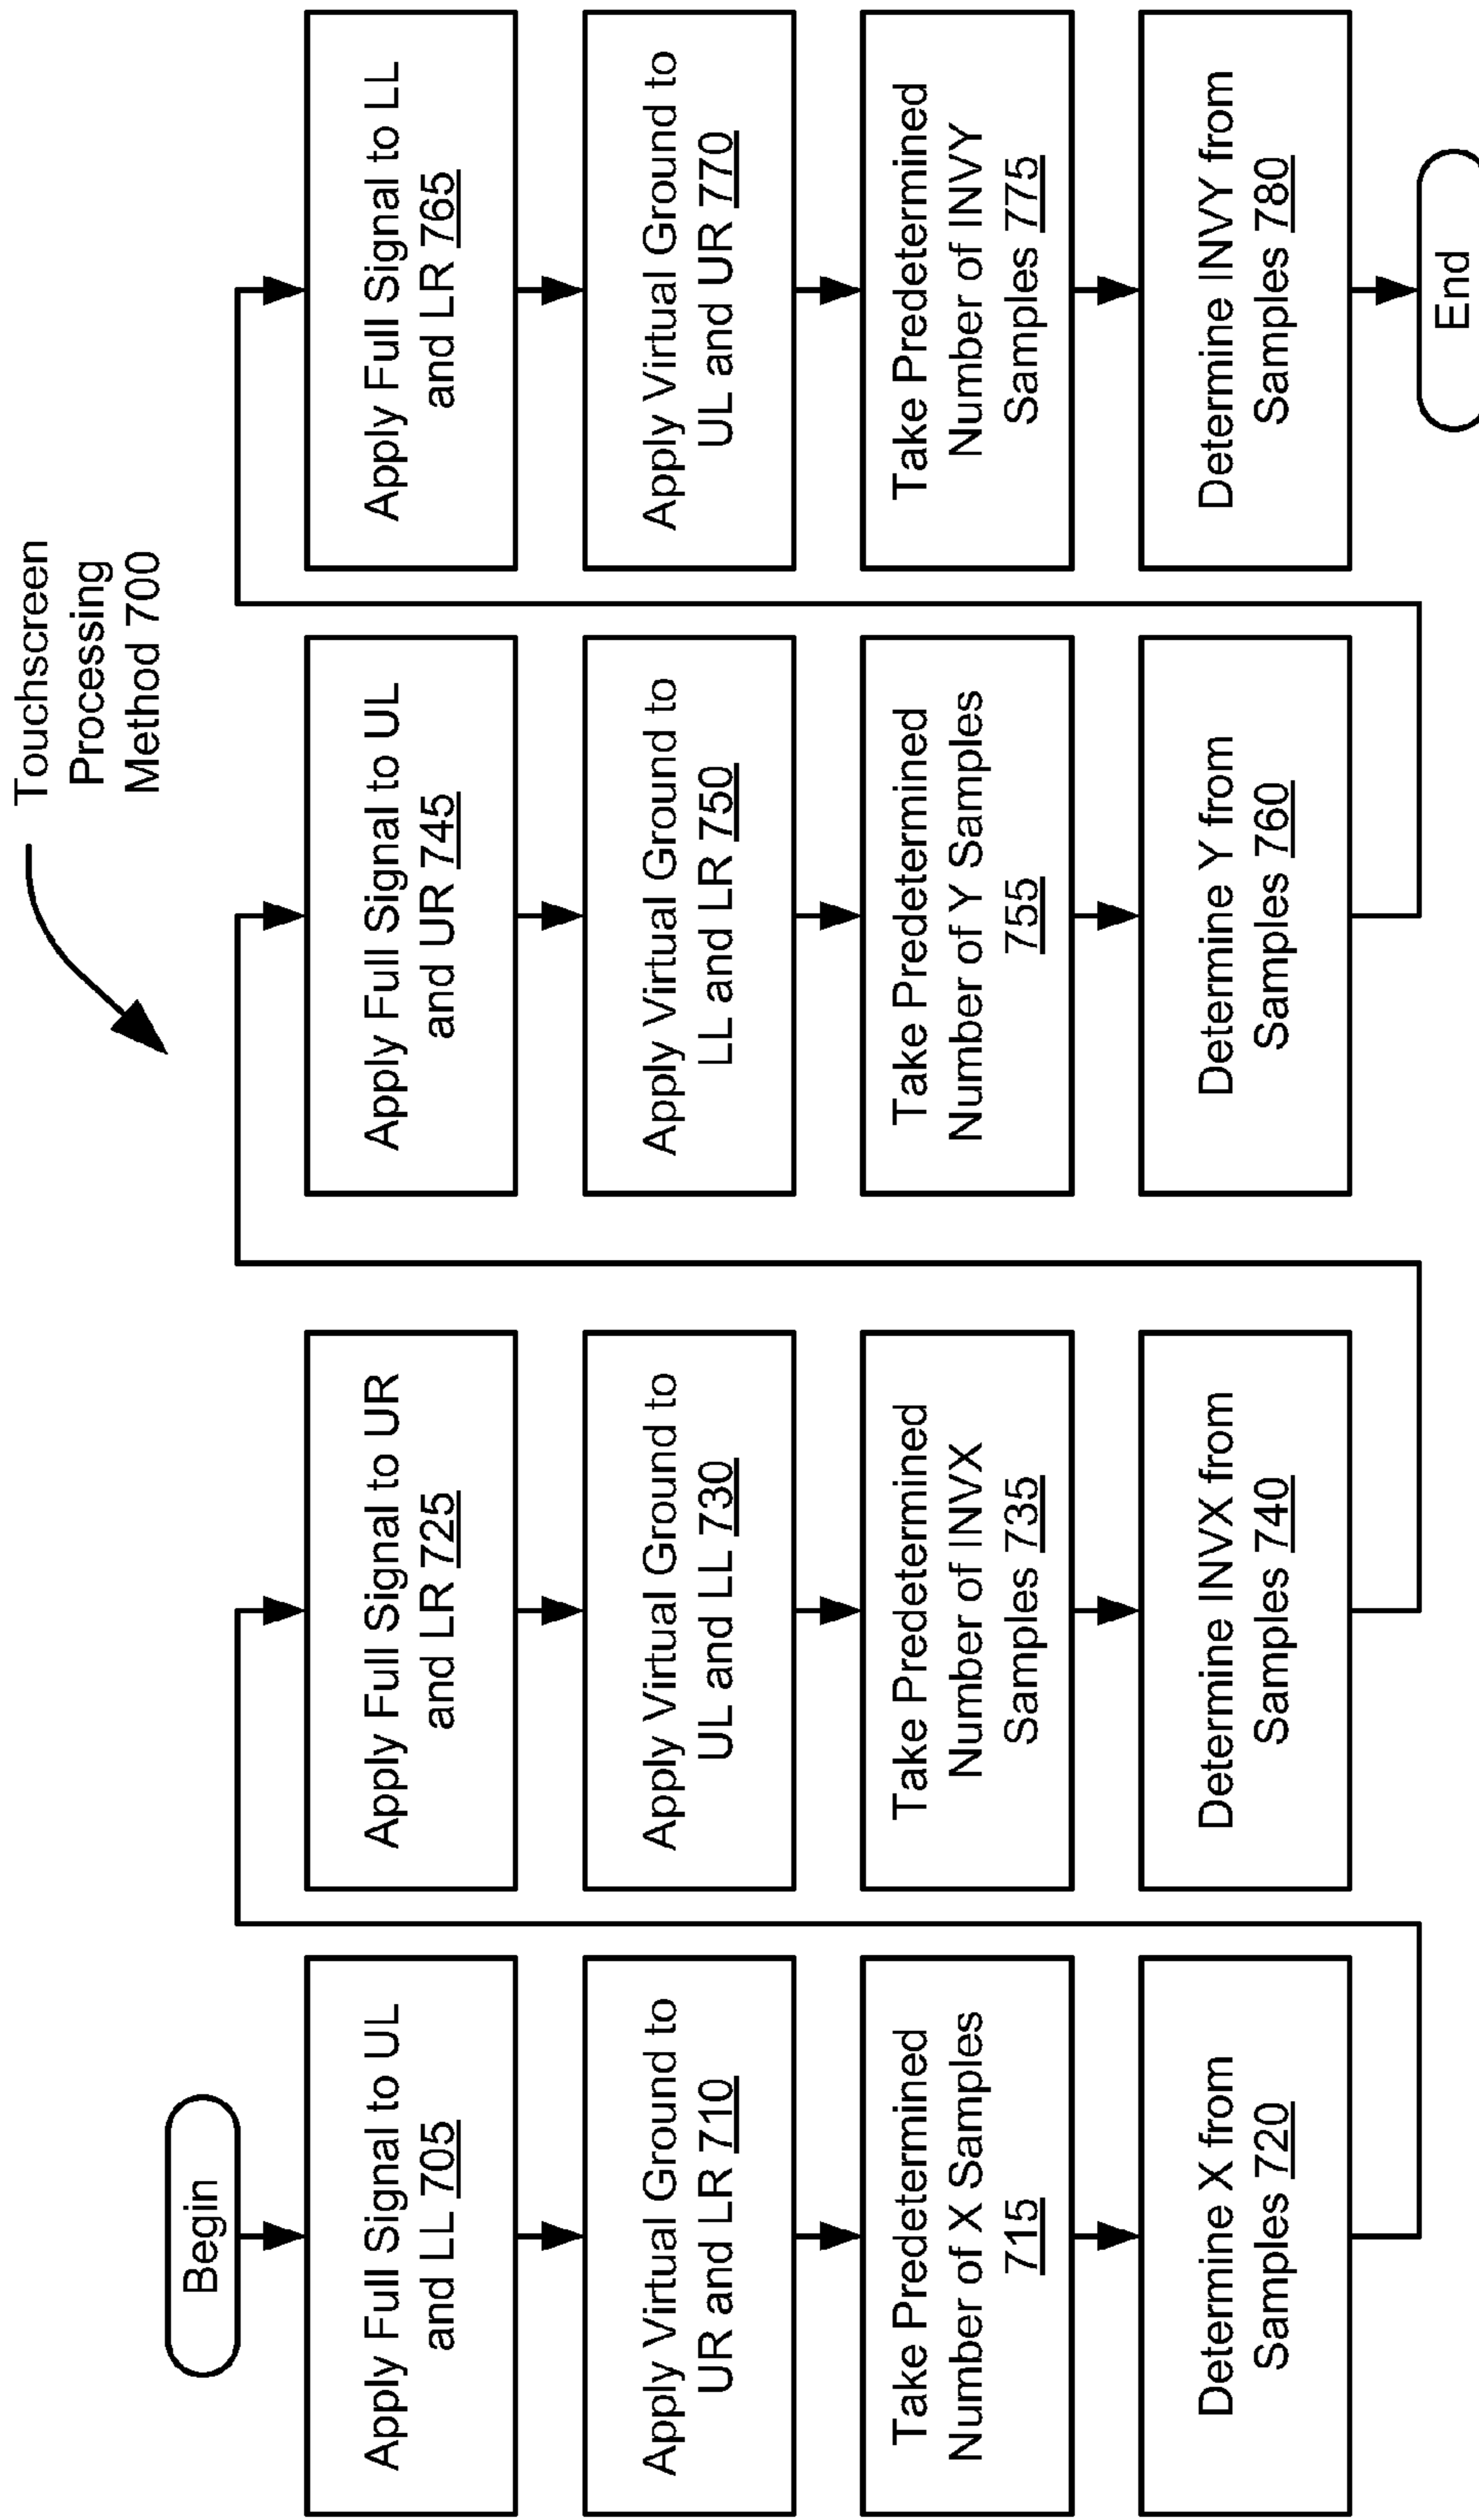 Touchscreen
Processing
Method 700
Begin
Apply Full Signal to UL
and LL 705
Apply Virtual Ground to
UR and LR 710
Take Predetermined
Number of X Samples
715
Determine X from
Samples 720
Apply Full Signal to UR
and LR 725
Apply Virtual Ground to
UL and LL 730
Take Predetermined
Number of INVX
Samples 735
Determine INVX from
Samples 740
Apply Full Signal to UL
and UR 745
Apply Virtual Ground to
LL and LR 750
Take Predetermined
Number of Y Samples
755
Determine Y from
Samples 760
Apply Full Signal to LL
and LR 765
Apply Virtual Ground to
UL and UR 770
Take Predetermined
Number of INVY
Samples 775
Determine INVY from
Samples 780
End